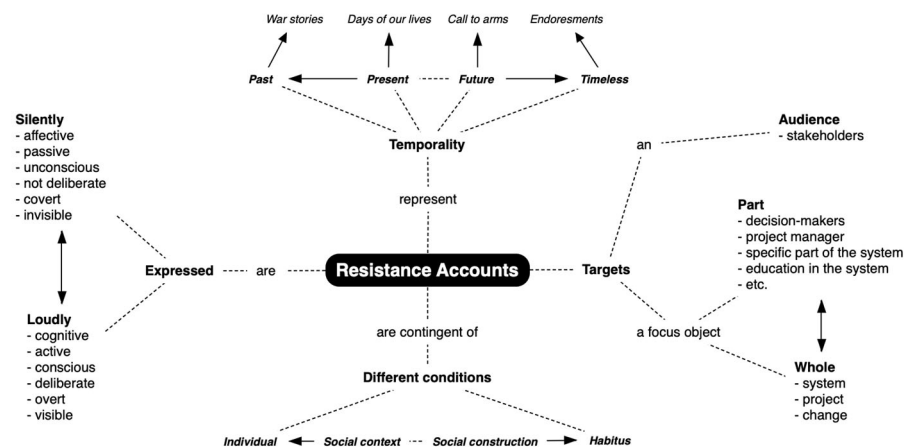 War stories
Days of our lives
Call to arms
Endoresments
Past
Present
Future
Timeless
Temporality
represent
Silently
- affective
- passive
- unconscious
- not deliberate
- covert
- invisible
Expressed
are
Loudly
- cognitive
- active
- conscious
- deliberate
- overt
- visible
Resistance Accounts
Targets
an
Audience
- stakeholders
a focus object
Part
- decision-makers
- project manager
- specific part of the system
- education in the system
- etc.
Whole
- system
- project
- change
are contingent of
Different conditions
Individual
Social context
Social construction
Habitus